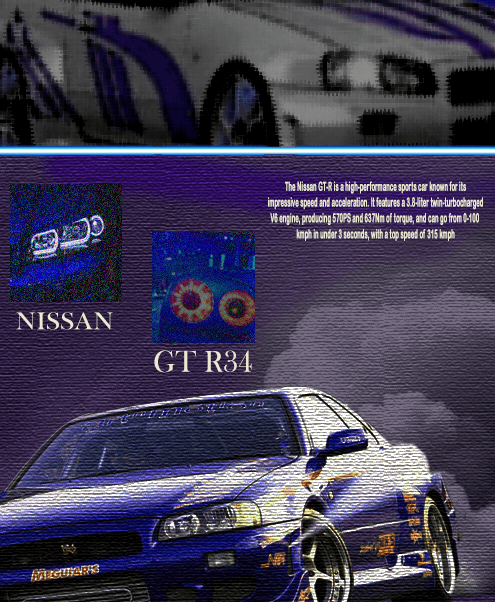 The Nissan GT-R is a high-performance sports car known for its
impressive speed and acceleration. It features a 3.8-liter twin-turbocharged
V6 engine, producing 570PS and 637Nm of torque, and can go from 0-100
kmph in under 3 seconds, with a top speed of 315 kmph
NISSAN
GT R34
MEGUIAR'S